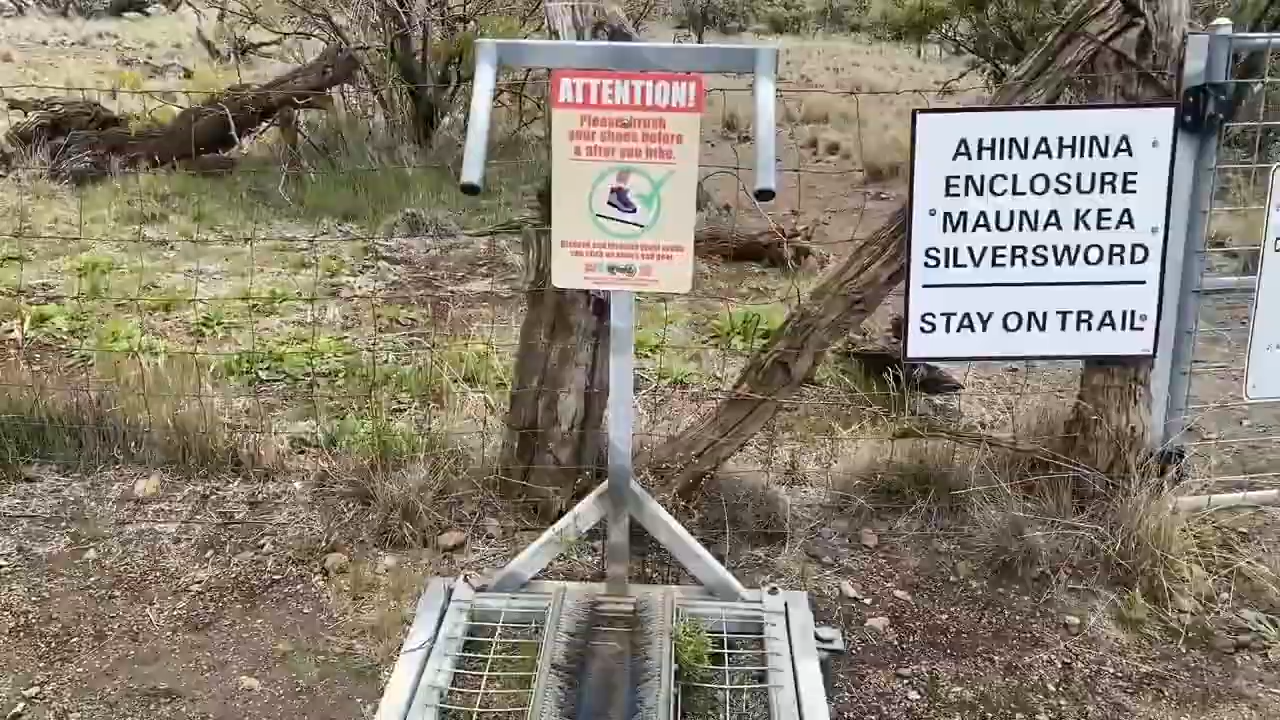 ATTENTION!
Please brush
your shoes before
& after you hike.
AHINAHINA
ENCLOSURE
MAUNA KEA
SILVERSWORD
STAY ON TRAIL